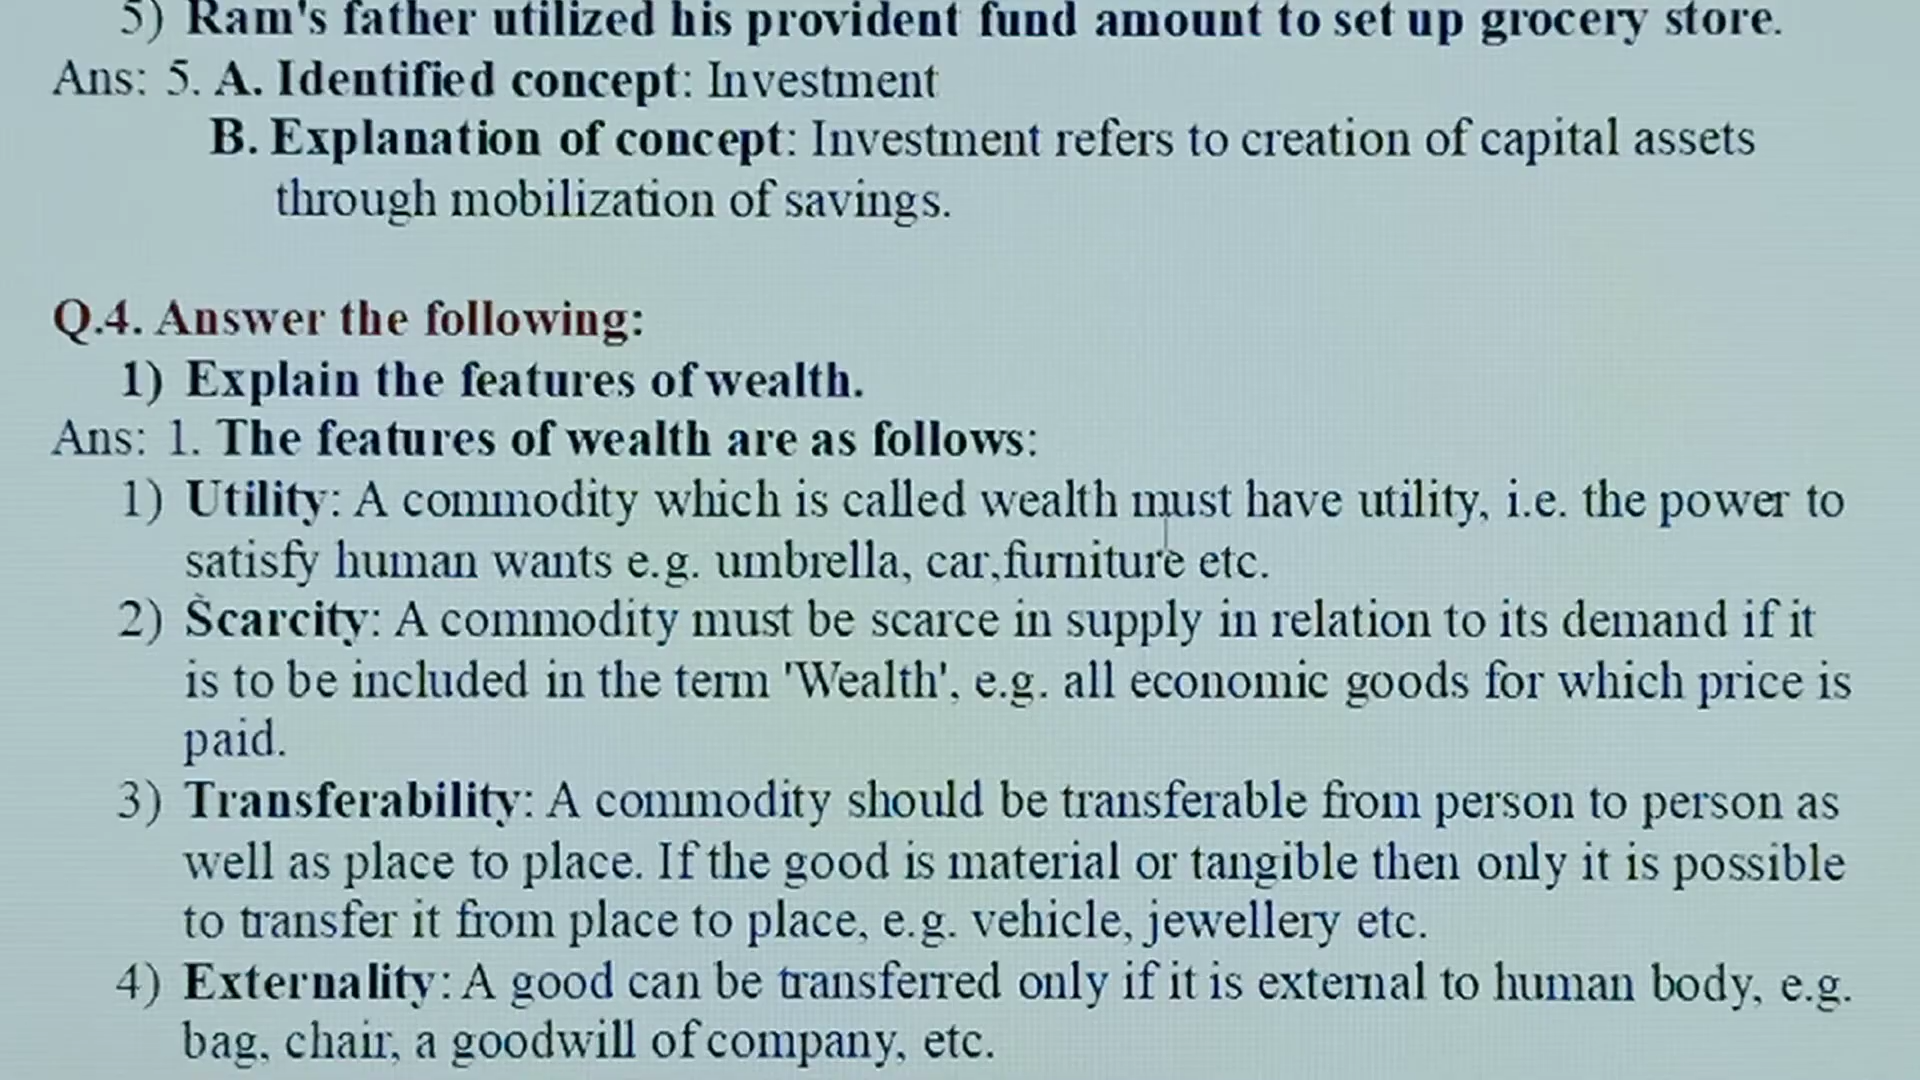 5) Ram's father utilized his provident fund amount to set up grocery store.
Ans: 5. A. Identified concept: Investment
B. Explanation of concept: Investment refers to creation of capital assets
through mobilization of savings.
Q.4. Answer the following:
1) Explain the features of wealth.
Ans: 1. The features of wealth are as follows:
1) Utility: A commodity which is called wealth must have utility, i.e. the power to
satisfy human wants e.g. umbrella, car,furniture etc.
2) Scarcity: A commodity must be scarce in supply in relation to its demand if it
is to be included in the term 'Wealth', e.g. all economic goods for which price is
paid.
3) Transferability: A commodity should be transferable from person to person as
well as place to place. If the good is material or tangible then only it is possible
to transfer it from place to place, e.g. vehicle, jewellery etc.
4) Externality: A good can be transferred only if it is external to human body, e.g.
bag, chair, a goodwill of company, etc.